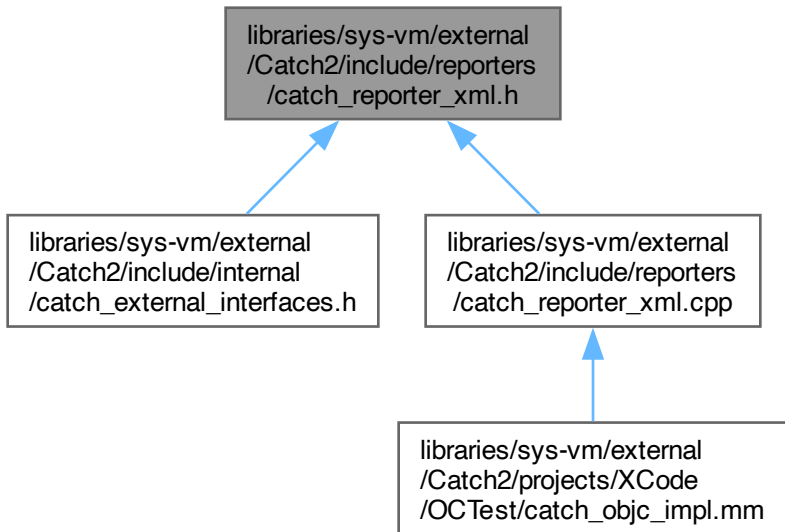 libraries/sys-vm/external
/Catch2/include/reporters
/catch_reporter_xml.h
libraries/sys-vm/external
/Catch2/include/internal
/catch_external_interfaces.h
libraries/sys-vm/external
/Catch2/include/reporters
/catch_reporter_xml.cpp
libraries/sys-vm/external
/Catch2/projects/XCode
/OCTest/catch_objc_impl.mm